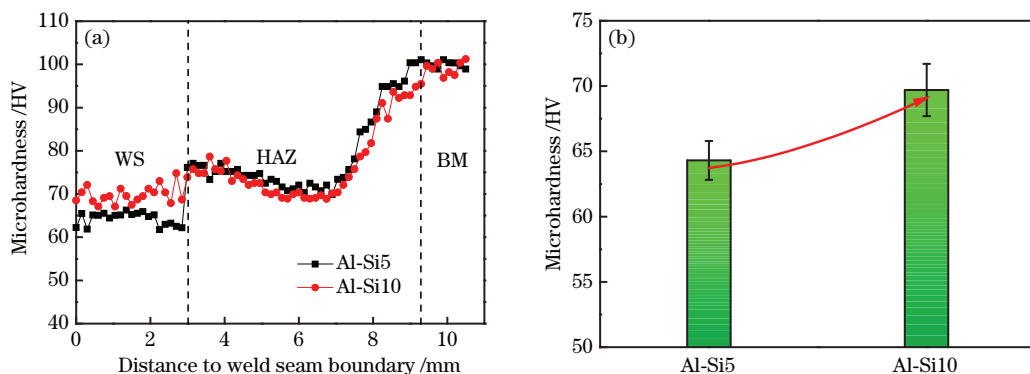 (a)
110
100
90
80
70
60
50
40
Microhardness /HV
WS
HAZ
BM
Al-Si5
Al-Si10
0
2
4
6
8
10
Distance to weld seam boundary /mm
(b)
75
70
65
60
55
50
Microhardness /HV
Al-Si5
Al-Si10